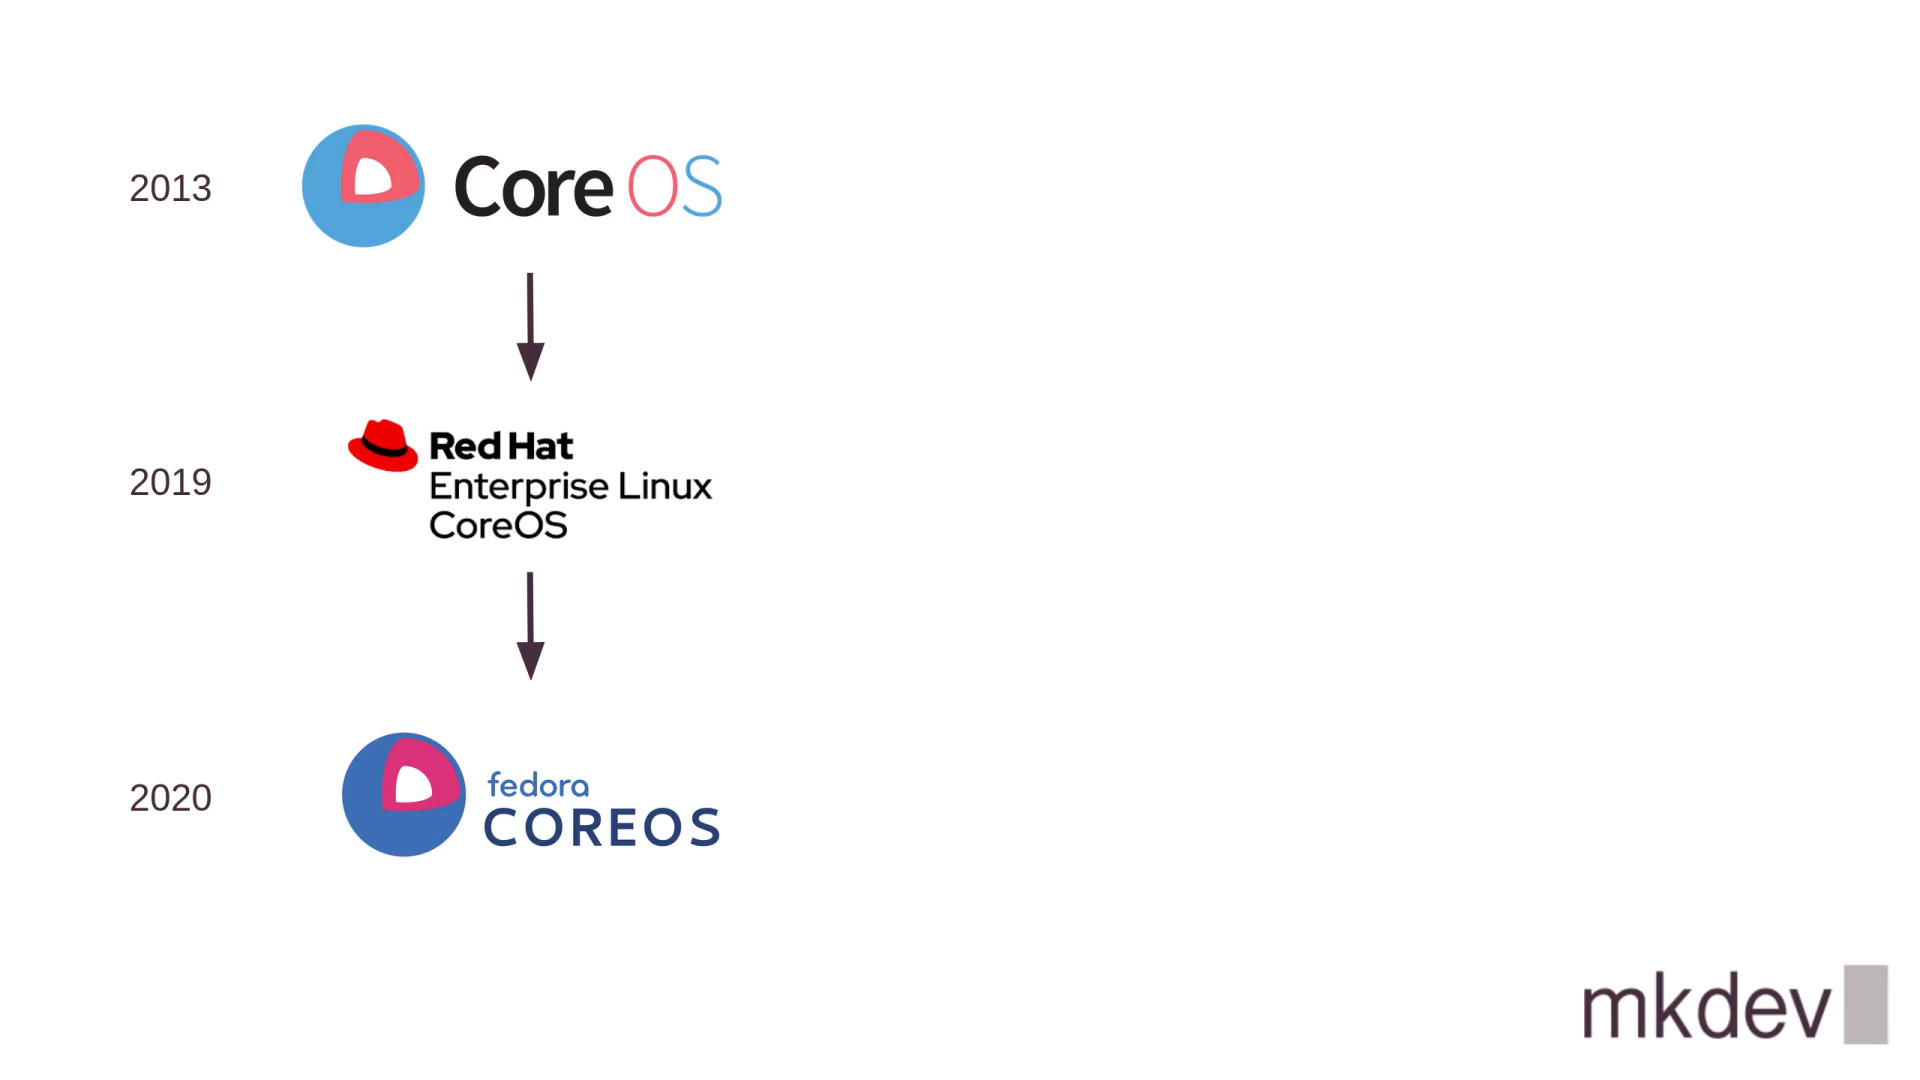 2013
Core OS
Red Hat
2019
Enterprise Linux
CoreOS
fedora
2020
COREOS
mkdev